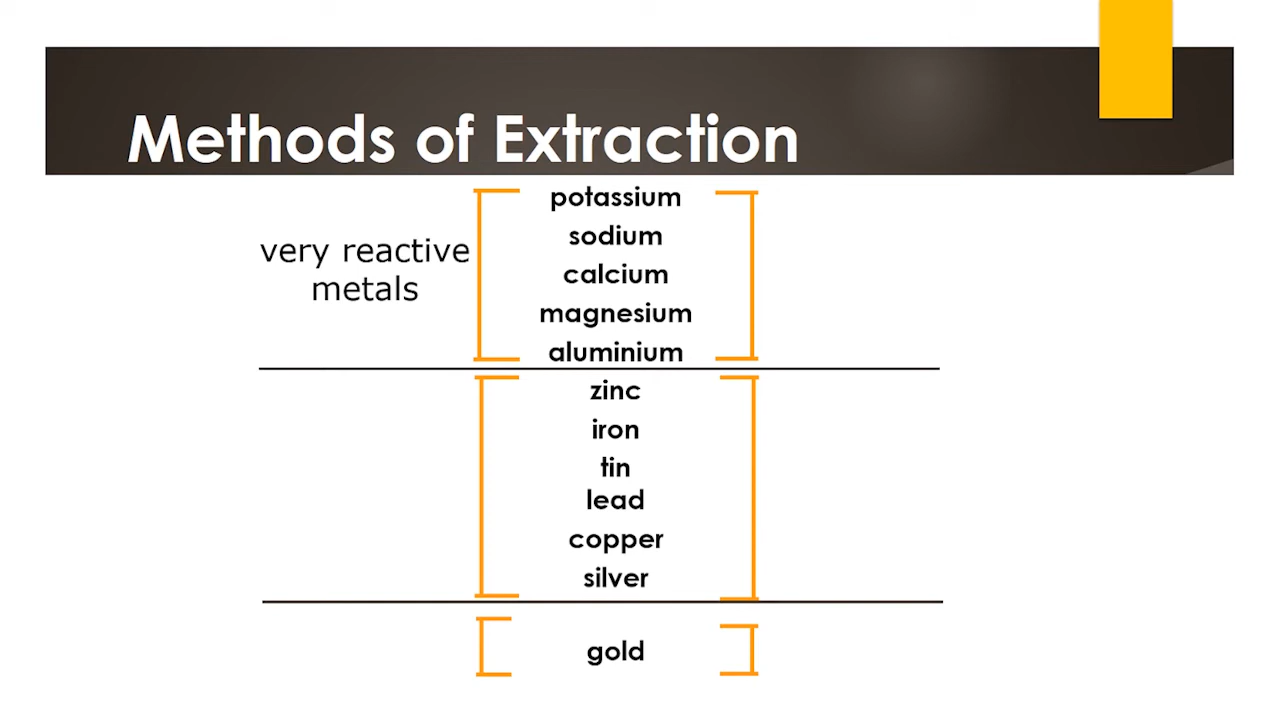 Methods of Extraction
very reactive
metals
potassium
sodium
calcium
magnesium
aluminium
zinc
iron
tin
lead
copper
silver
gold